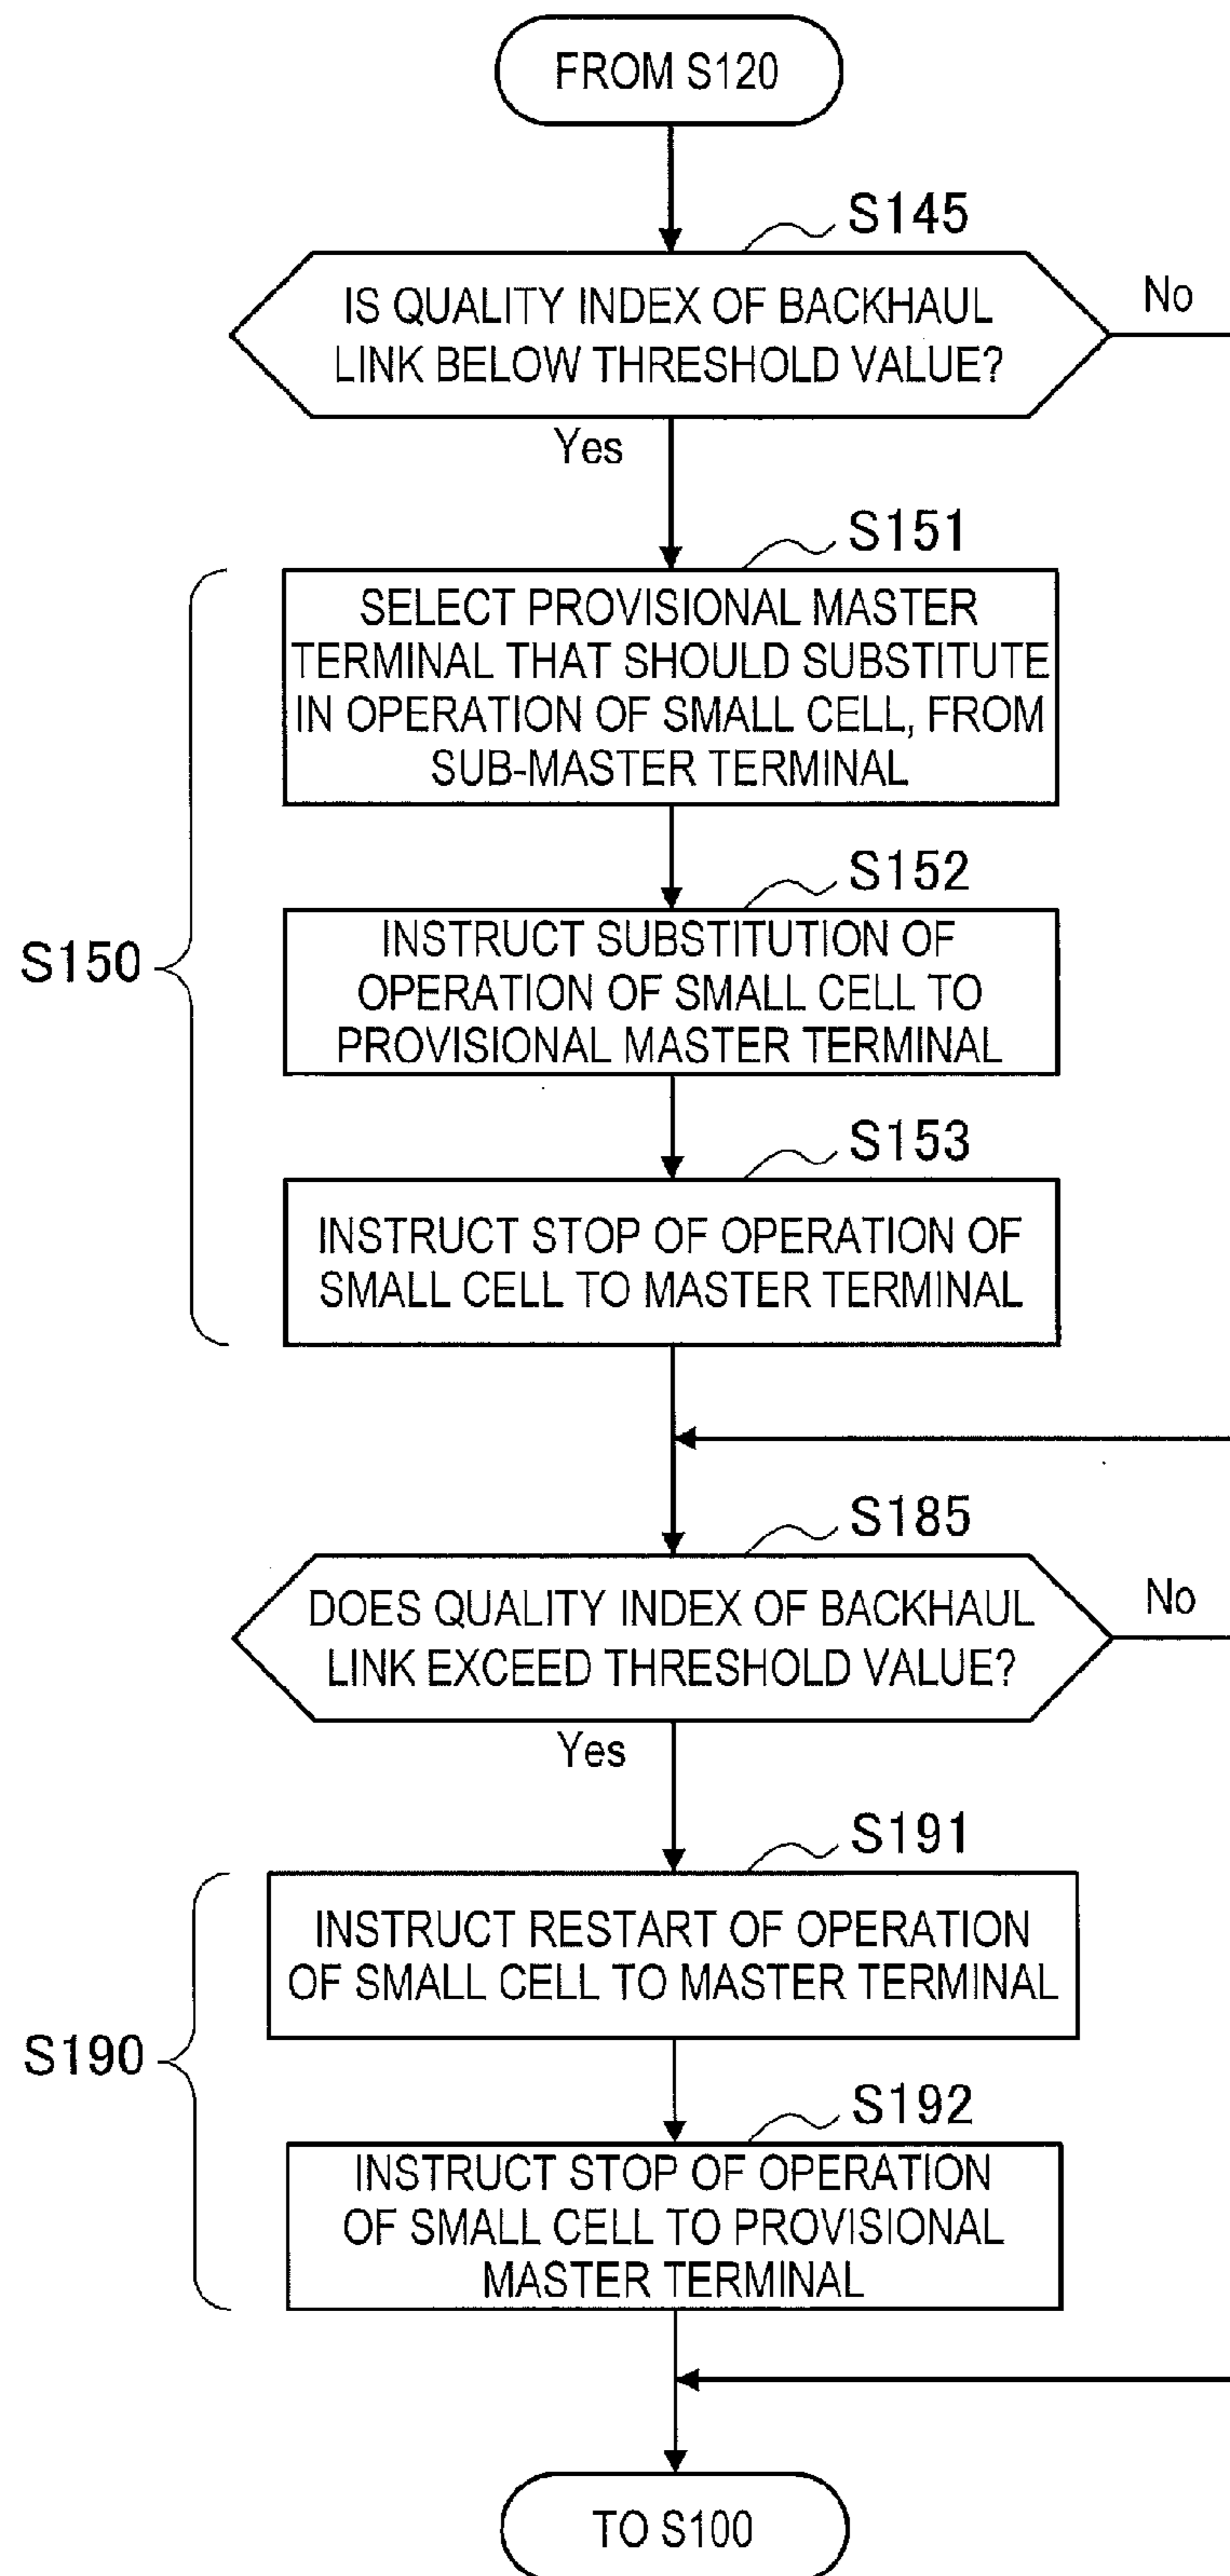 FROM S120
S145
IS QUALITY INDEX OF BACKHAUL
LINK BELOW THRESHOLD VALUE?
No
Yes
S151
SELECT PROVISIONAL MASTER
TERMINAL THAT SHOULD SUBSTITUTE
IN OPERATION OF SMALL CELL, FROM
SUB-MASTER TERMINAL
S152
INSTRUCT SUBSTITUTION OF
OPERATION OF SMALL CELL TO
PROVISIONAL MASTER TERMINAL
S150
S153
INSTRUCT STOP OF OPERATION OF
SMALL CELL TO MASTER TERMINAL
S185
DOES QUALITY INDEX OF BACKHAUL
LINK EXCEED THRESHOLD VALUE?
No
Yes
S191
INSTRUCT RESTART OF OPERATION
OF SMALL CELL TO MASTER TERMINAL
S190
S192
INSTRUCT STOP OF OPERATION
OF SMALL CELL TO PROVISIONAL
MASTER TERMINAL
TO S100